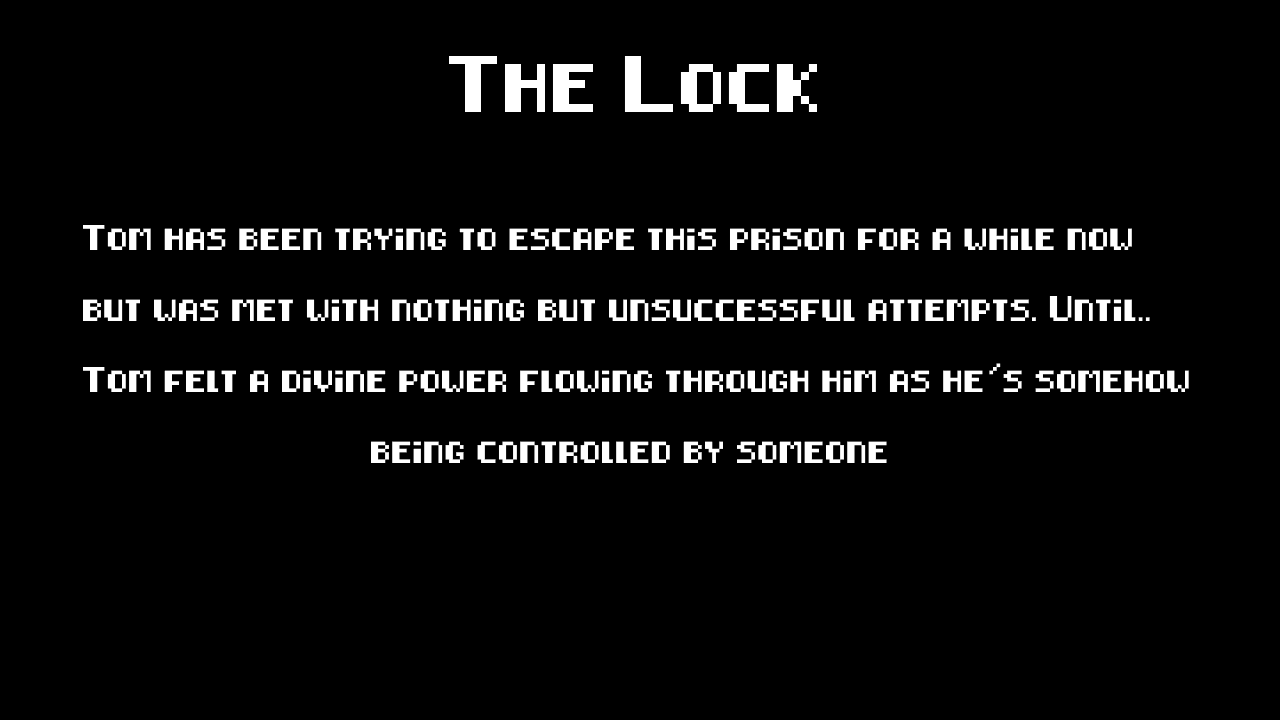 The Lock
Tom has been trying to escape this prison for a while now
but was met with nothing but unsuccessful attempts. Until..
Tom felt a divine power flowing through him as he´s somehow
being controlled by someone